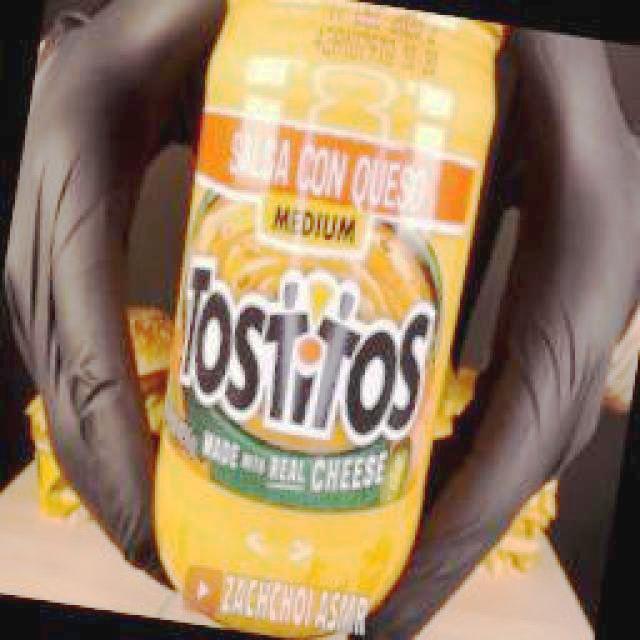 SALSA CON QUESO
MEDIUM
TOSTITOS
MADE WITH REAL CHEESE
ZACHCHOI ASMR